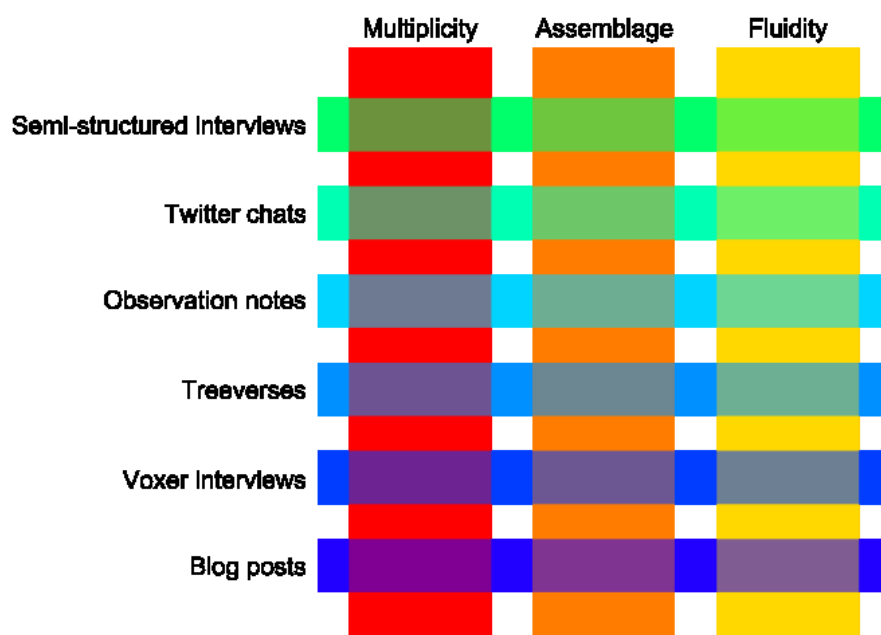 Multiplicity Assemblage Fluidity
Semi-structured Interviews
Twitter chats
Observation notes
Treeverses
Voxer Interviews
Blog posts